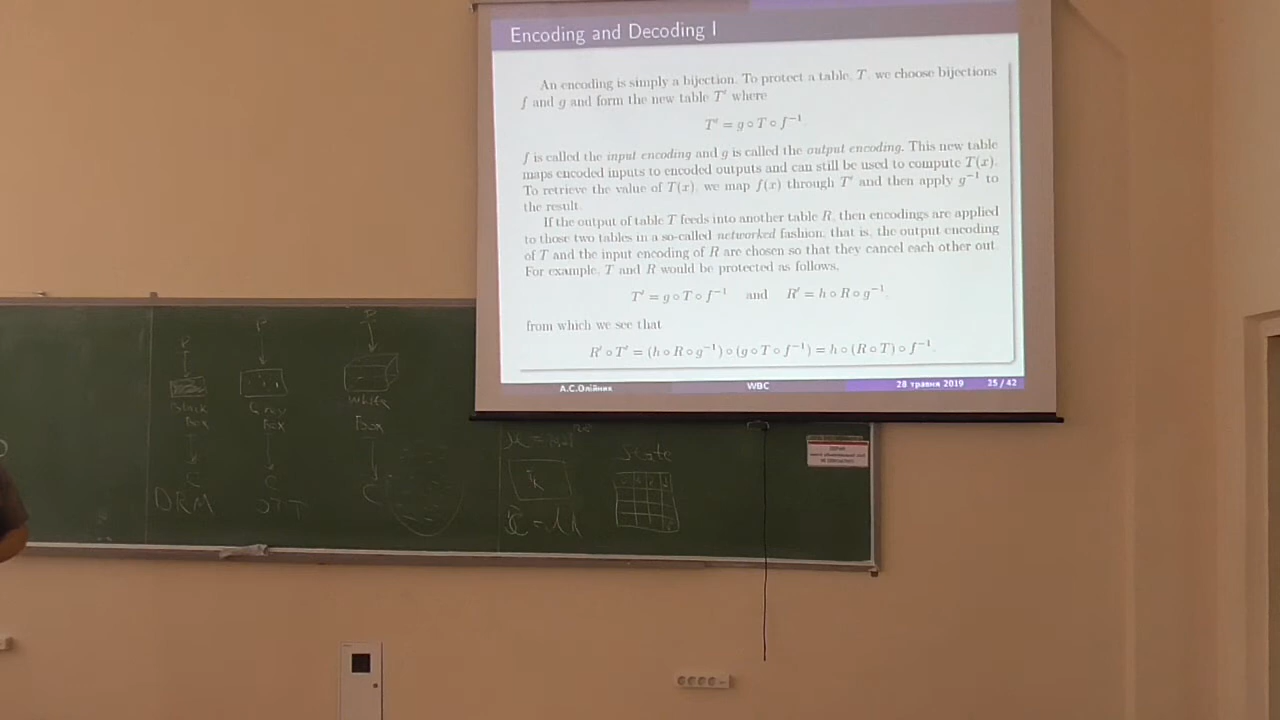 Encoding and Decoding I
An encoding is simply a bijection. To protect a table, T, we choose bijections
f and g and form the new table T′ where
T′ = g ∘ T ∘ f⁻¹.
f is called the input encoding and g is called the output encoding. This new table
maps encoded inputs to encoded outputs and can still be used to compute T(x).
To retrieve the value of T(x), we map f(x) through T′ and then apply g⁻¹ to
the result.
If the output of table T feeds into another table R, then encodings are applied
to those two tables in a so-called networked fashion, that is, the output encoding
of T and the input encoding of R are chosen so that they cancel each other out.
For example, T and R would be protected as follows,
T′ = g ∘ T ∘ f⁻¹ and R′ = h ∘ R ∘ g⁻¹,
from which we see that
R′ ∘ T′ = (h ∘ R ∘ g⁻¹) ∘ (g ∘ T ∘ f⁻¹) = h ∘ (R ∘ T) ∘ f⁻¹.
А.С.Олійник WBC 28 травня 2019 25 / 42
P P P
Black Gray White
Box Box Box
C C C
DRM
State